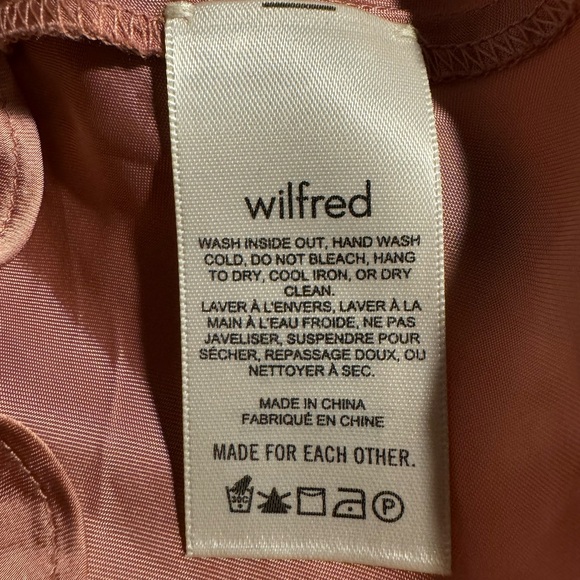 wilfred
WASH INSIDE OUT, HAND WASH
COLD, DO NOT BLEACH, HANG
TO DRY, COOL IRON, OR DRY
CLEAN.
LAVER À L'ENVERS, LAVER À LA
MAIN À L'EAU FROIDE, NE PAS
JAVELISER, SUSPENDRE POUR
SÉCHER, REPASSAGE DOUX, OU
NETTOYER À SEC.
MADE IN CHINA
FABRIQUÉ EN CHINE
MADE FOR EACH OTHER.
30C P